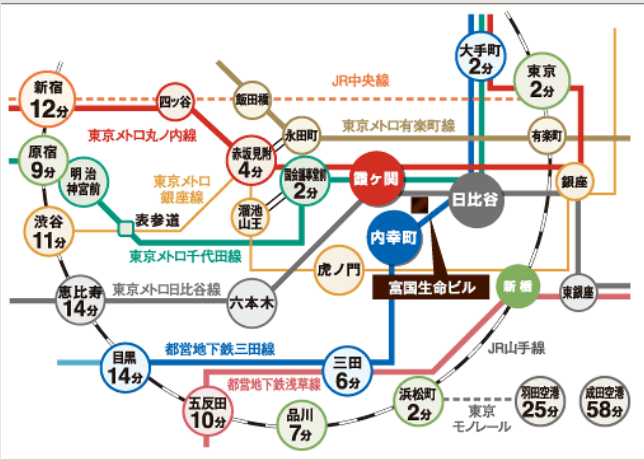 大手町
2分
東京
2分
新宿
12分
四ッ谷
飯田橋
JR中央線
東京メトロ丸ノ内線
永田町
東京メトロ有楽町線
有楽町
原宿
9分
明治
神宮前
赤坂見附
4分
国会議事堂前
2分
霞ヶ関
日比谷
銀座
東京メトロ
銀座線
渋谷
11分
表参道
溜池
山王
内幸町
東京メトロ千代田線
虎ノ門
富国生命ビル
新橋
東銀座
恵比寿
14分
東京メトロ日比谷線
六本木
目黒
14分
都営地下鉄三田線
三田
6分
JR山手線
都営地下鉄浅草線
五反田
10分
品川
7分
浜松町
2分
東京
モノレール
羽田空港
25分
成田空港
58分